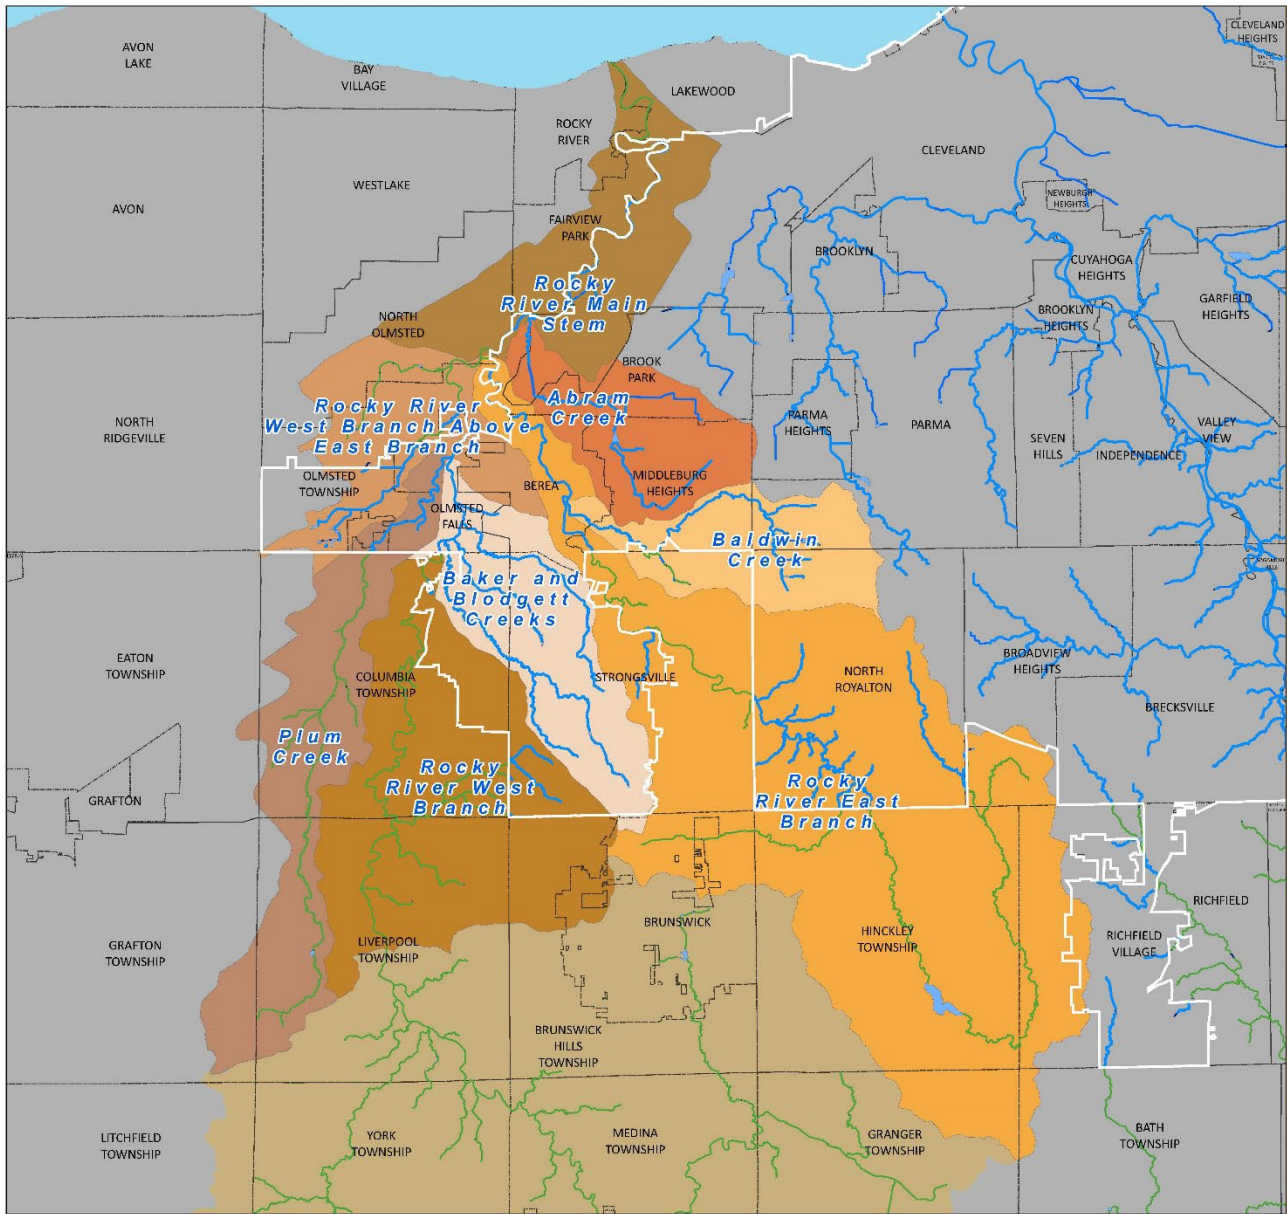 AVON
LAKE
BAY
VILLAGE
LAKEWOOD
CLEVELAND
HEIGHTS
ROCKY
RIVER
CLEVELAND
WESTLAKE
AVON
NEWBURGH
HEIGHTS
FAIRVIEW
PARK
BROOKLYN
CUYAHOGA
HEIGHTS
Rocky
River Main
Stem
GARFIELD
HEIGHTS
NORTH
OLMSTED
BROOKLYN
HEIGHTS
BROOK
PARK
Abram
Creek
Rocky River
West Branch Above
East Branch
NORTH
RIDGEVILLE
PARMA
HEIGHTS
PARMA
SEVEN
HILLS
VALLEY
VIEW
INDEPENDENCE
OLMSTED
TOWNSHIP
BEREA
MIDDLEBURG
HEIGHTS
OLMSTED
FALLS
Baldwin
Creek
Baker and
Blodgett
Creeks
EATON
TOWNSHIP
COLUMBIA
TOWNSHIP
STRONGSVILLE
NORTH
ROYALTON
BROADVIEW
HEIGHTS
BRECKSVILLE
Plum
Creek
Rocky
River West
Branch
Rocky
River East
Branch
GRAFTON
RICHFIELD
BRUNSWICK
HINCKLEY
TOWNSHIP
RICHFIELD
VILLAGE
GRAFTON
TOWNSHIP
LIVERPOOL
TOWNSHIP
BRUNSWICK
HILLS
TOWNSHIP
LITCHFIELD
TOWNSHIP
YORK
TOWNSHIP
MEDINA
TOWNSHIP
GRANGER
TOWNSHIP
BATH
TOWNSHIP